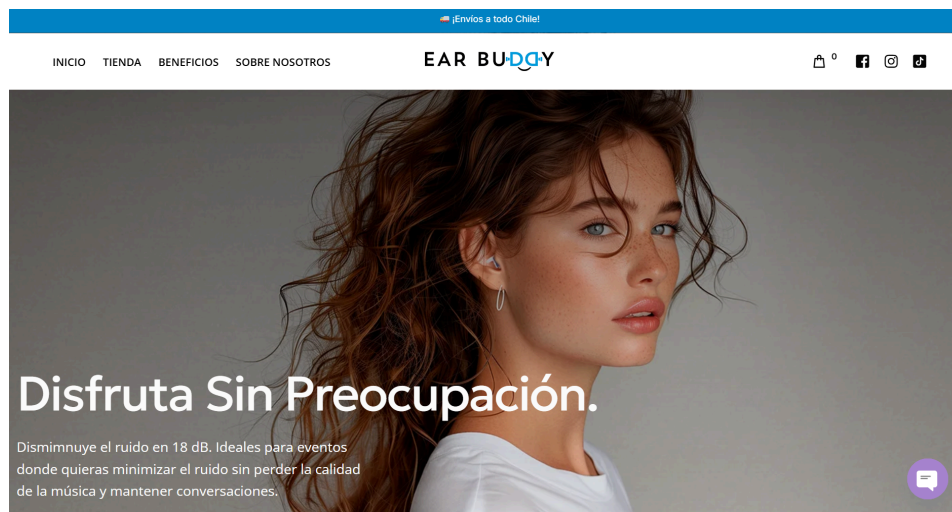 ¡Envíos a todo Chile!
INICIO TIENDA BENEFICIOS SOBRE NOSOTROS
EAR BUDDY
0
Disfruta Sin Preocupación.
Dismimnuye el ruido en 18 dB. Ideales para eventos
donde quieras minimizar el ruido sin perder la calidad
de la música y mantener conversaciones.